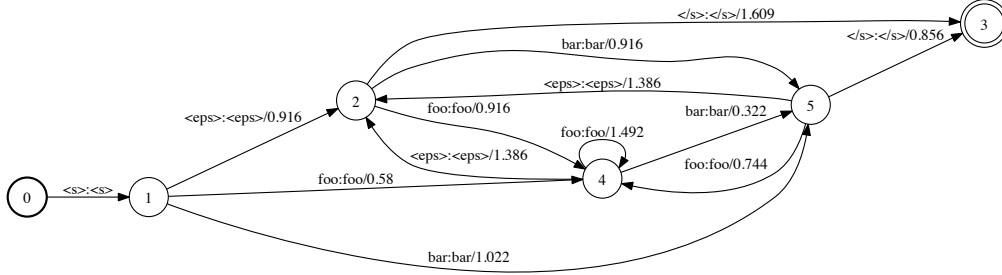 </s>:</s>/1.609
3
</s>:</s>/0.856
bar:bar/0.916
<eps>:<eps>/1.386
2
foo:foo/0.916
bar:bar/0.322
5
<eps>:<eps>/0.916
foo:foo/1.492
<eps>:<eps>/1.386
foo:foo/0.744
foo:foo/0.58
4
<s>:<s>
0
1
bar:bar/1.022